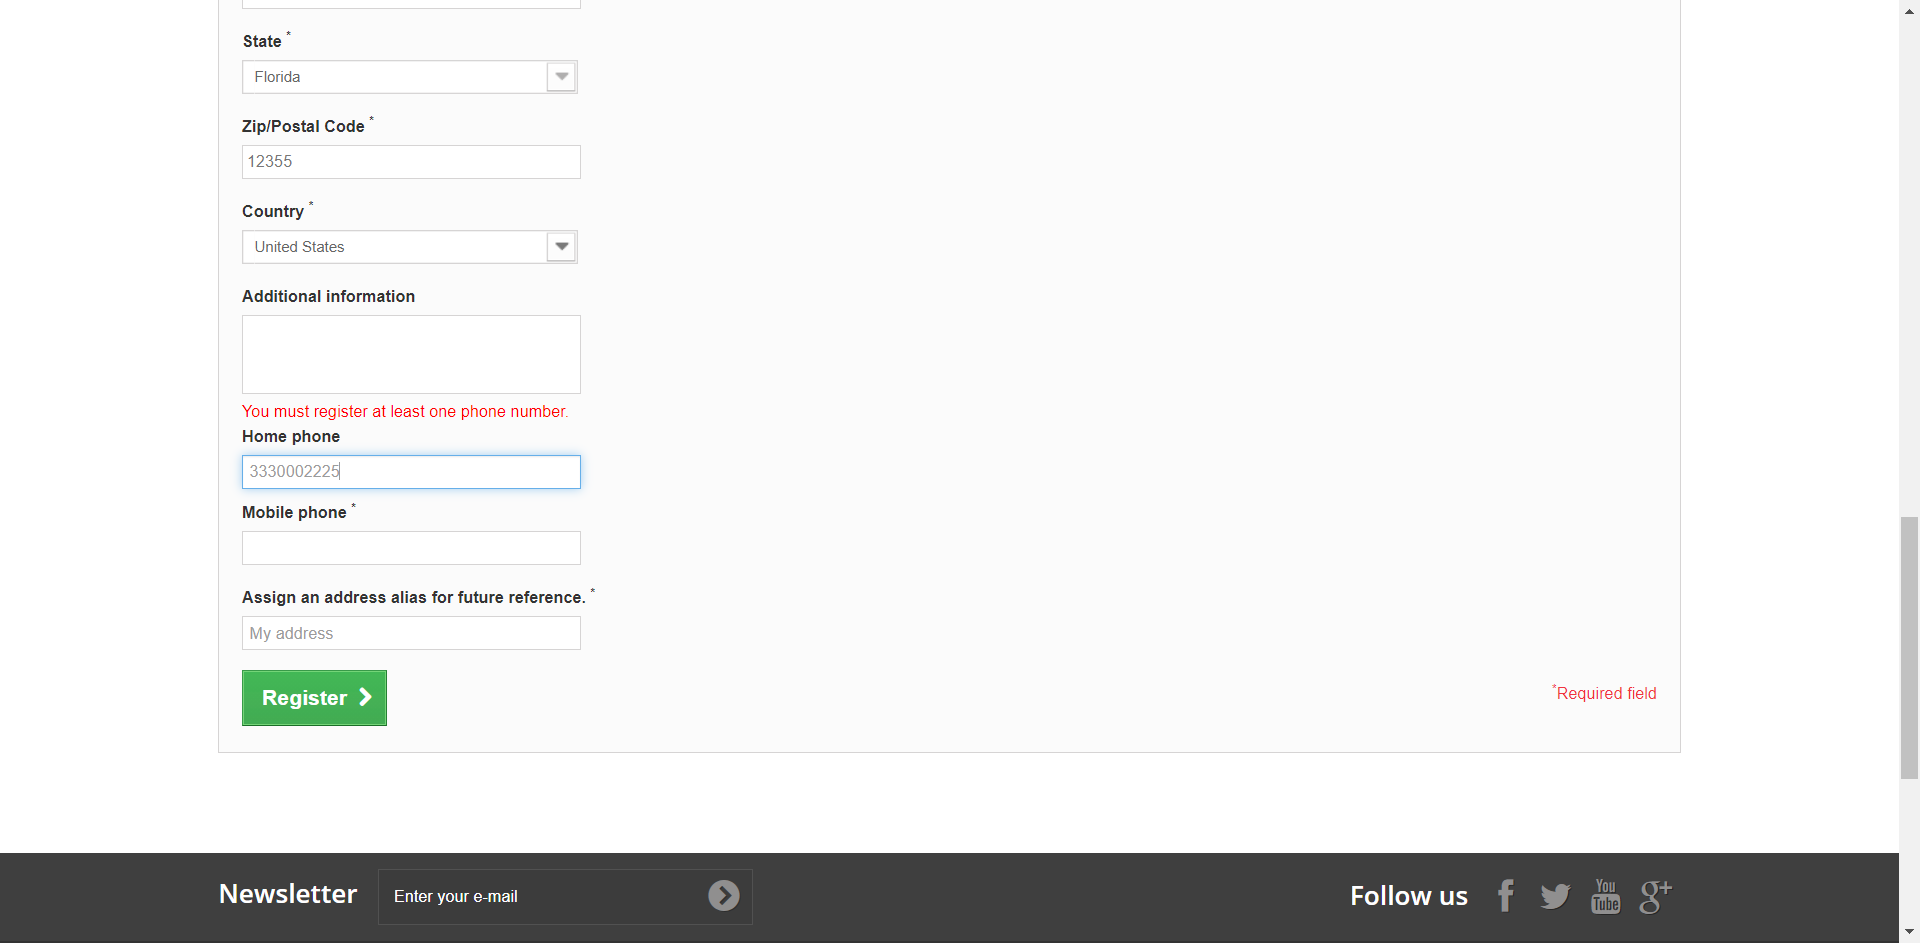 State *
Florida
Zip/Postal Code *
12355
Country *
United States
Additional information
You must register at least one phone number.
Home phone
3330002225
Mobile phone *
Assign an address alias for future reference. *
My address
Register
*Required field
Newsletter
Enter your e-mail
Follow us
f
You Tube
g+